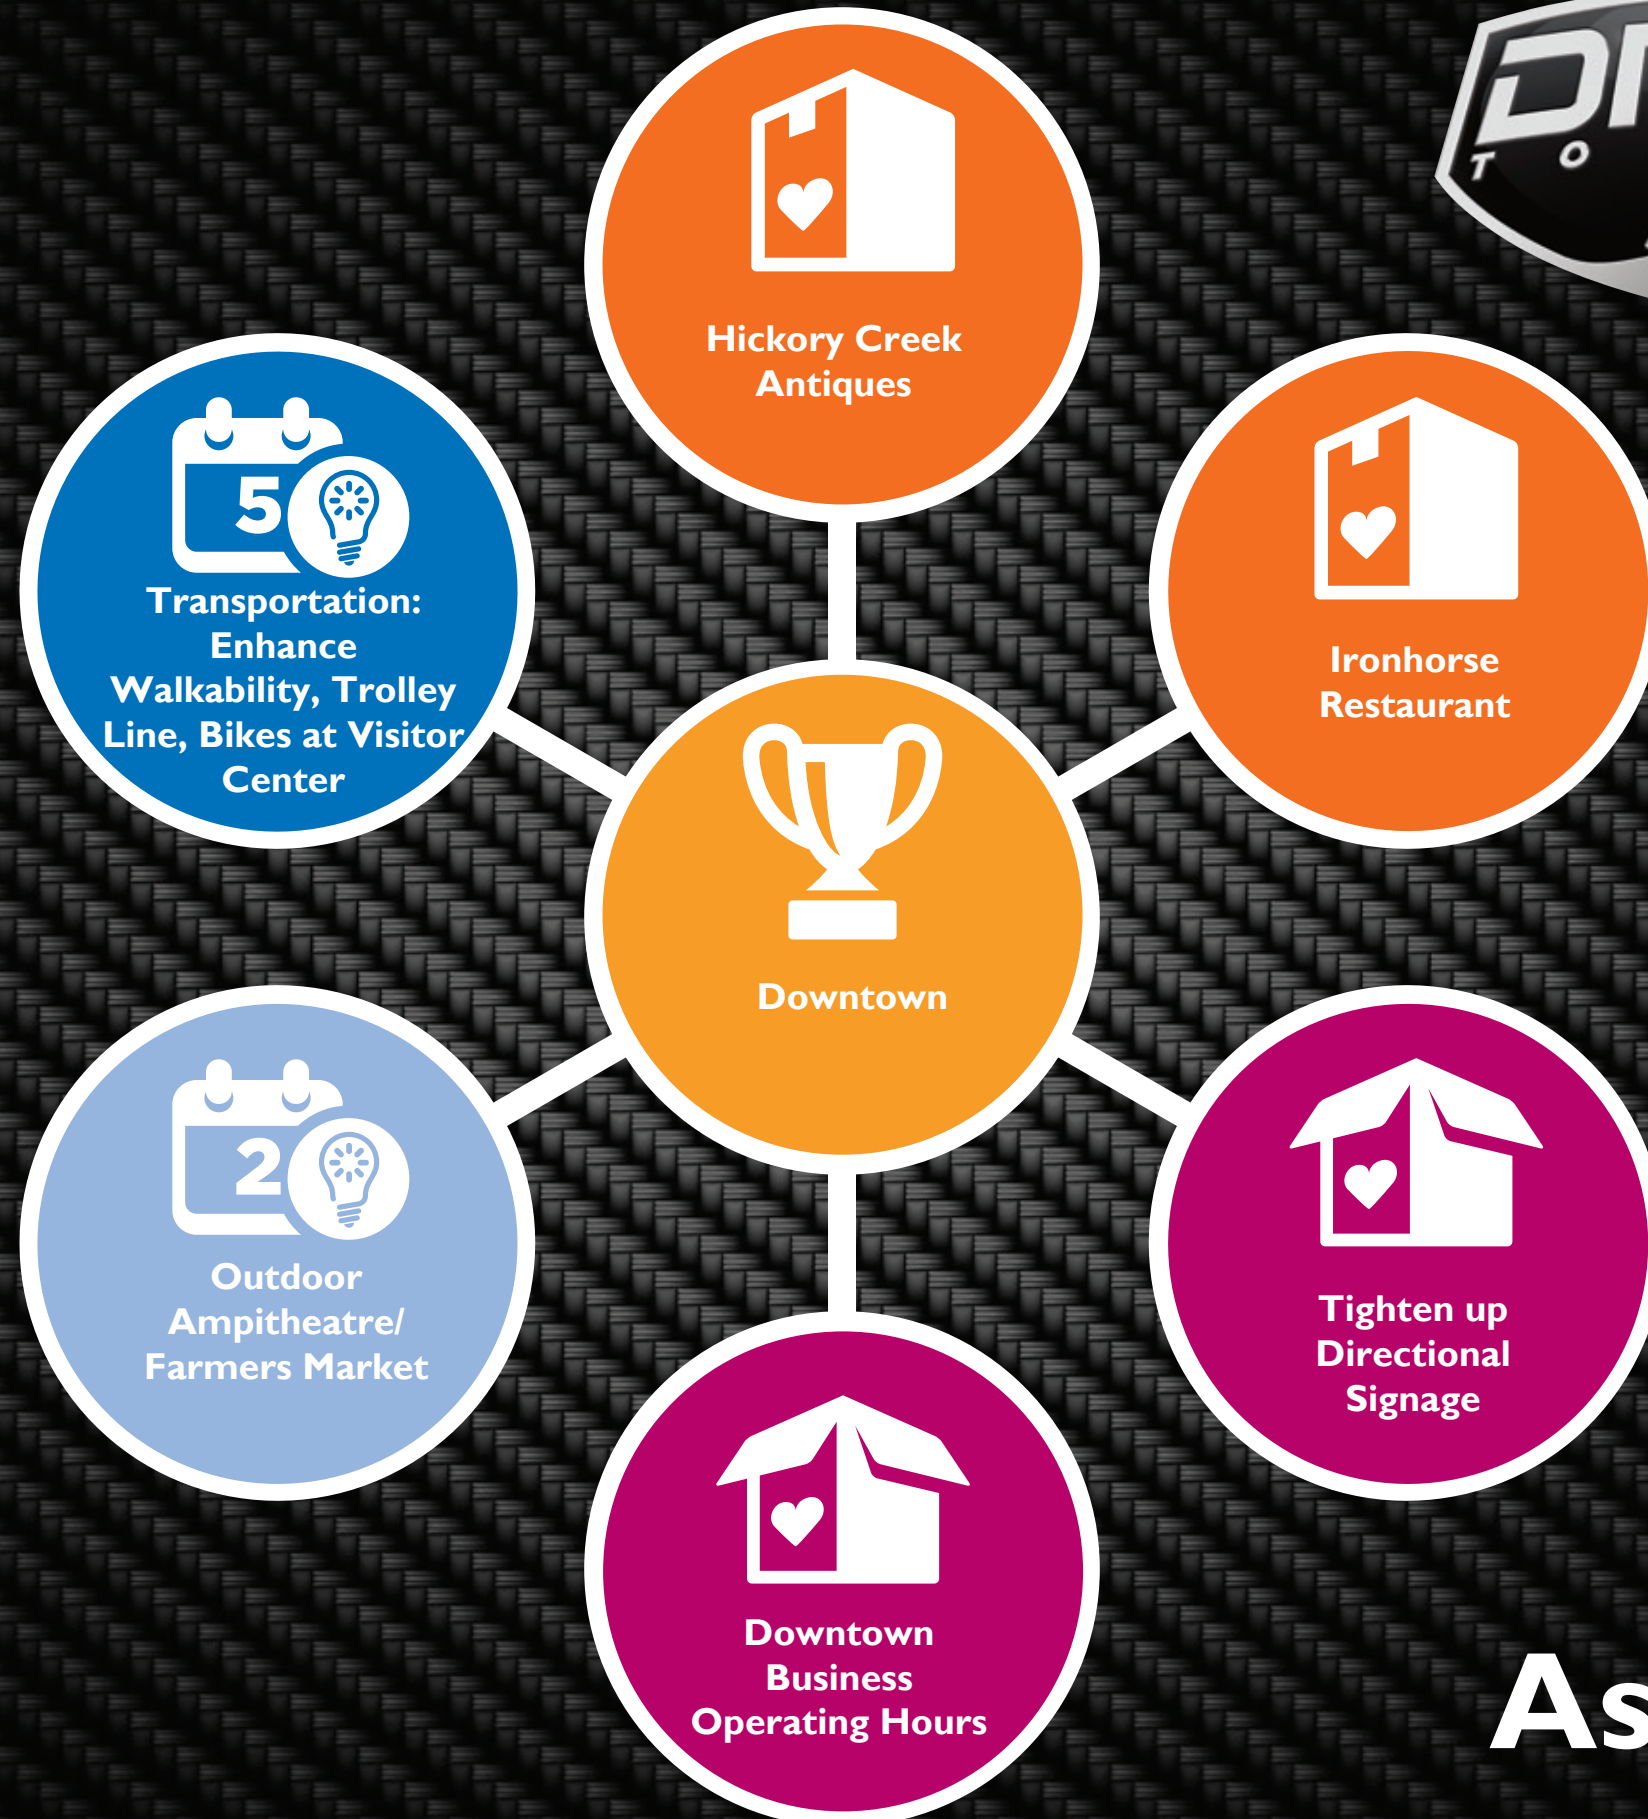 Hickory Creek
Antiques
5
Transportation:
Enhance
Walkability, Trolley
Line, Bikes at Visitor
Center
Ironhorse
Restaurant
Downtown
2
Outdoor
Ampitheatre/
Farmers Market
Tighten up
Directional
Signage
Downtown
Business
Operating Hours
As